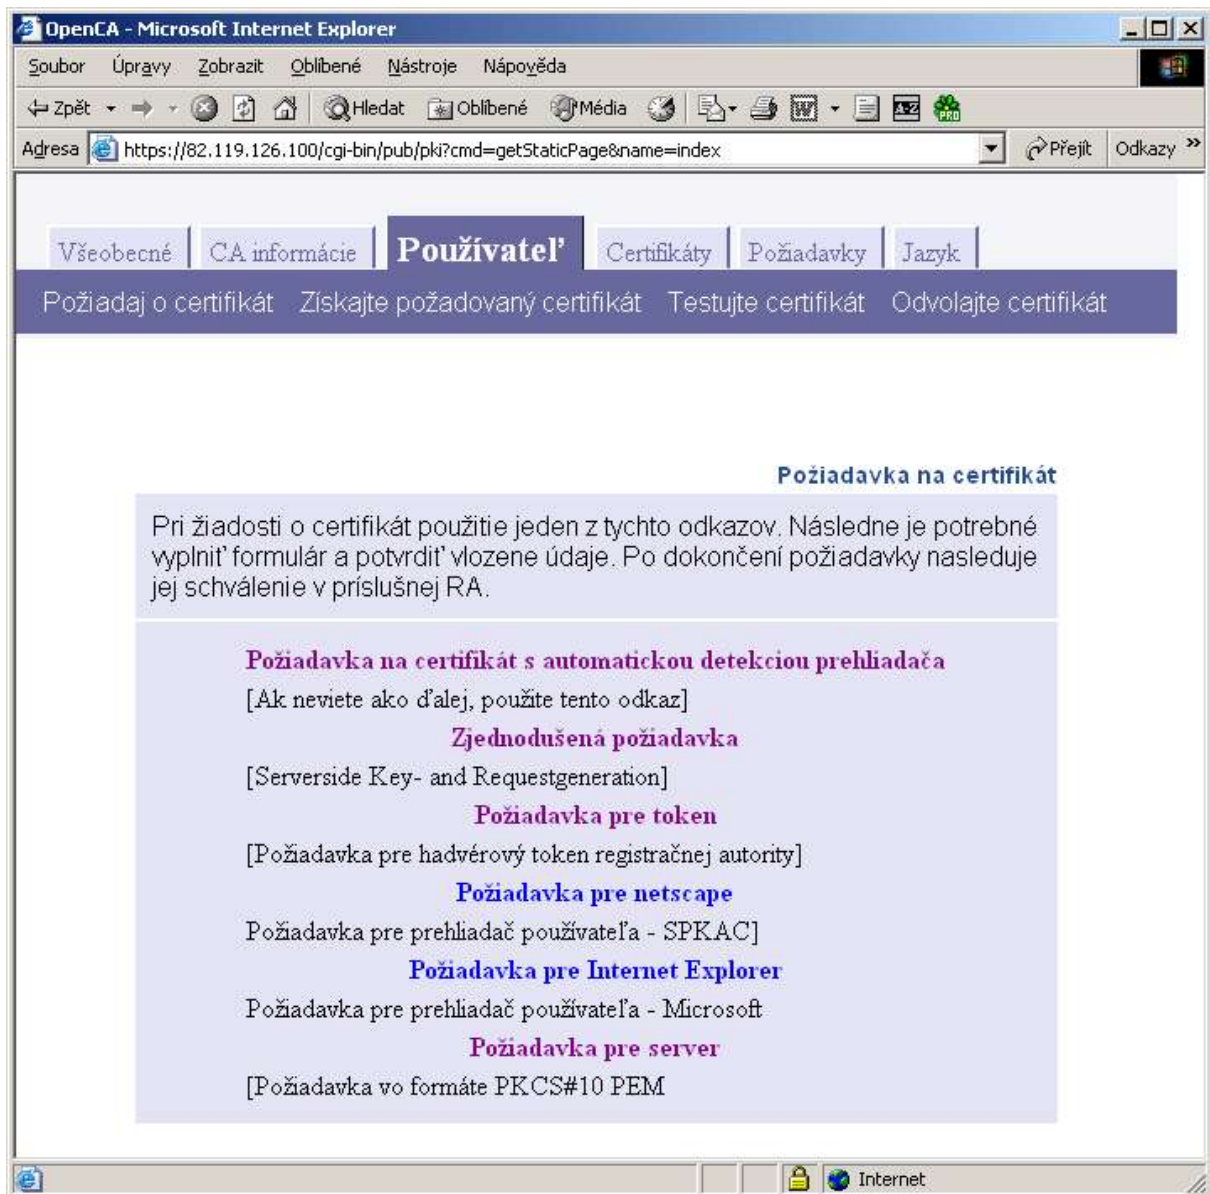 OpenCA - Microsoft Internet Explorer
Soubor Úpravy Zobrazit Oblíbené Nástroje Nápověda
Zpět Hledat Oblíbené Média
Adresa https://82.119.126.100/cgi-bin/pub/pki?cmd=getStaticPage&name=index Přejít Odkazy »
Všeobecné CA informácie Používateľ Certifikáty Požiadavky Jazyk
Požiadaj o certifikát Získajte požadovaný certifikát Testujte certifikát Odvolajte certifikát
Požiadavka na certifikát
Pri žiadosti o certifikát použitie jeden z tychto odkazov. Následne je potrebné
vyplniť formulár a potvrdiť vlozene údaje. Po dokončení požiadavky nasleduje
jej schválenie v príslušnej RA.
Požiadavka na certifikát s automatickou detekciou prehliadača
[Ak neviete ako ďalej, použite tento odkaz]
Zjednodušená požiadavka
[Serverside Key- and Requestgeneration]
Požiadavka pre token
[Požiadavka pre hadvérový token registračnej autority]
Požiadavka pre netscape
Požiadavka pre prehliadač používateľa - SPKAC]
Požiadavka pre Internet Explorer
Požiadavka pre prehliadač používateľa - Microsoft
Požiadavka pre server
[Požiadavka vo formáte PKCS#10 PEM
Internet